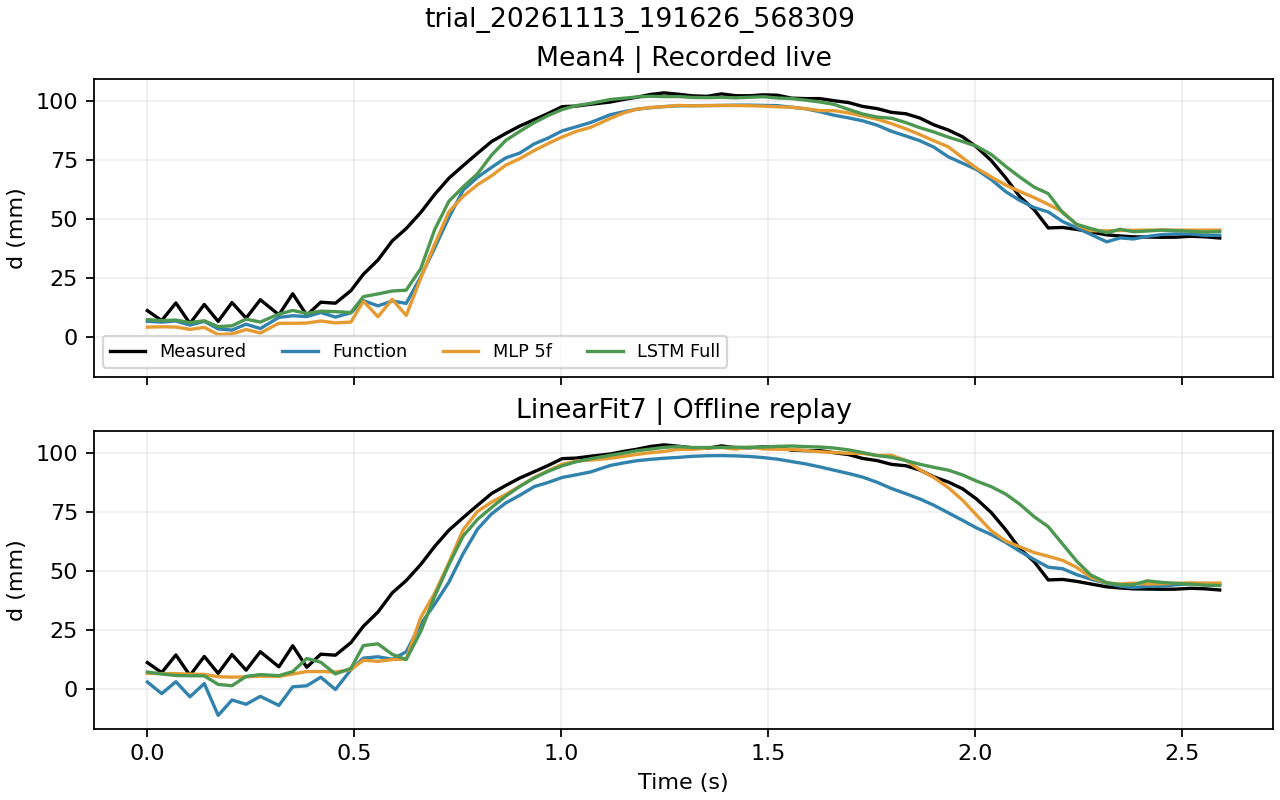 trial_20261113_191626_568309
Mean4 | Recorded live
100
75
50
25
0
d (mm)
Measured Function MLP 5f LSTM Full
LinearFit7 | Offline replay
100
75
50
25
0
d (mm)
0.0 0.5 1.0 1.5 2.0 2.5
Time (s)